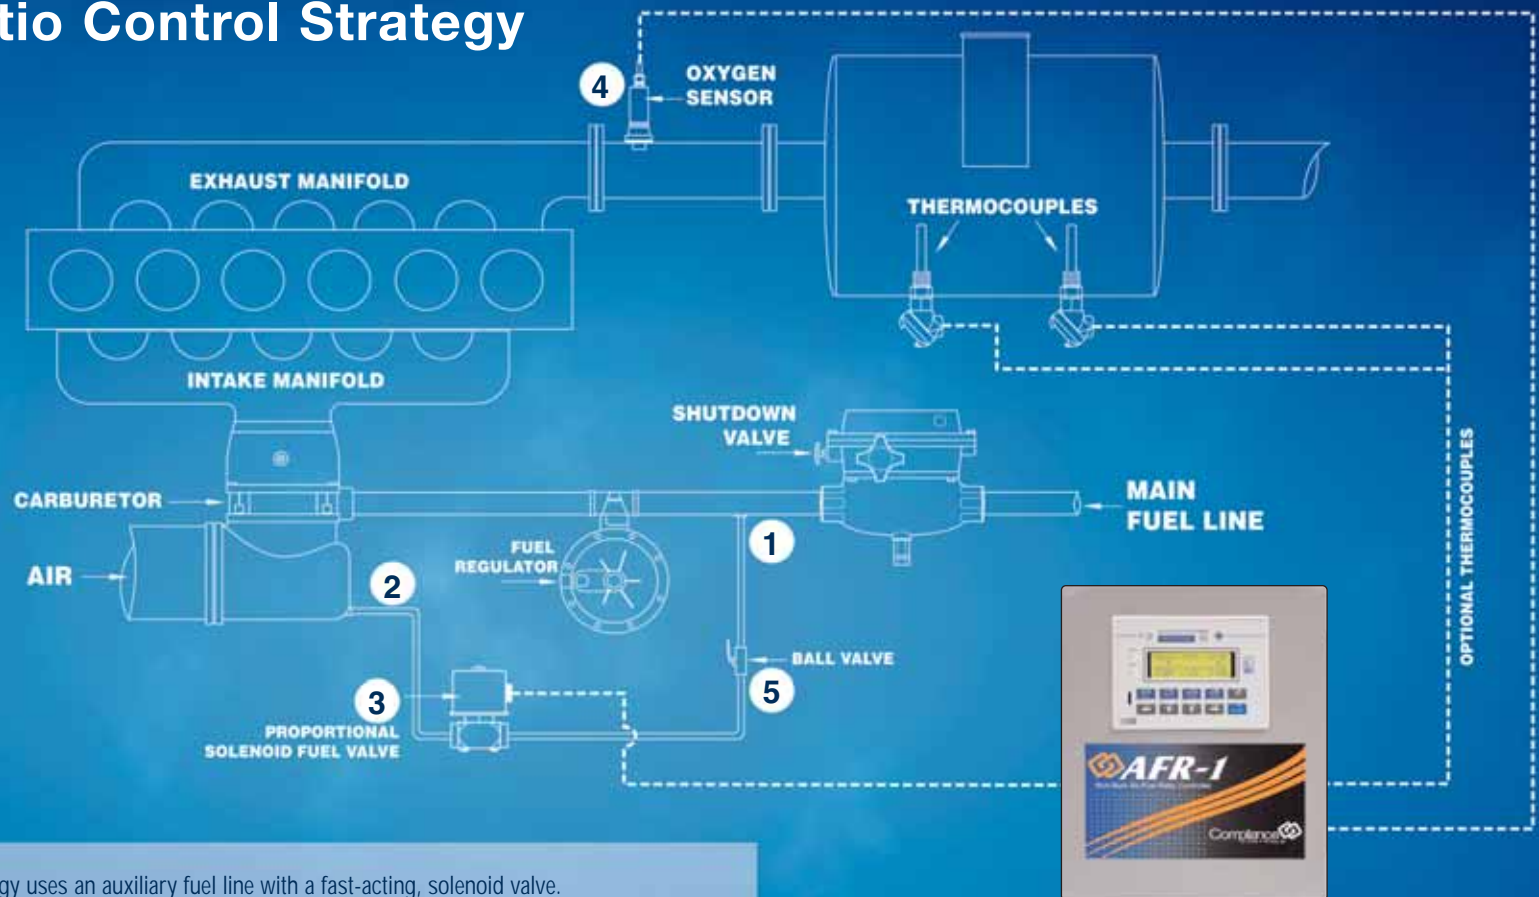 tio Control Strategy
4
OXYGEN
SENSOR
EXHAUST MANIFOLD
THERMOCOUPLES
INTAKE MANIFOLD
SHUTDOWN
VALVE
CARBURETOR
MAIN
FUEL LINE
1
FUEL
REGULATOR
AIR
2
OPTIONAL THERMOCOUPLES
BALL VALVE
5
3
PROPORTIONAL
SOLENOID FUEL VALVE
AFR-1
Compliance
gy uses an auxiliary fuel line with a fast-acting, solenoid valve.